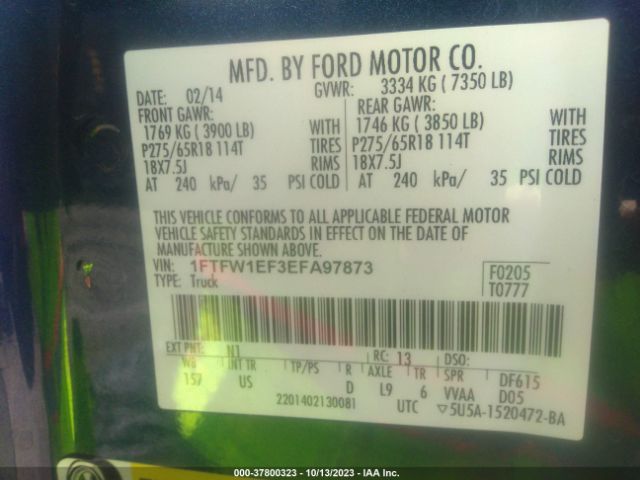 MFD. BY FORD MOTOR CO.
DATE: 02/14 GVWR: 3334 KG ( 7350 LB)
FRONT GAWR: REAR GAWR:
1769 KG ( 3900 LB) WITH 1746 KG ( 3850 LB) WITH
P275/65R18 114T TIRES P275/65R18 114T TIRES
18X7.5J RIMS 18X7.5J RIMS
AT 240 kPa/ 35 PSI COLD AT 240 kPa/ 35 PSI COLD
THIS VEHICLE CONFORMS TO ALL APPLICABLE FEDERAL MOTOR
VEHICLE SAFETY STANDARDS IN EFFECT ON THE DATE OF
MANUFACTURE SHOWN ABOVE.
VIN: 1FTFW1EF3EFA97873 F0205
TYPE: Truck T0777
EXT PNT: N1 RC: 13 DSO:
WB INT TR TP/PS R AXLE TR SPR DF615
157 US D L9 6 VVAA D05
2201402130081 UTC ▽5U5A-1520472-BA
000-37800323 - 10/13/2023 - IAA Inc.